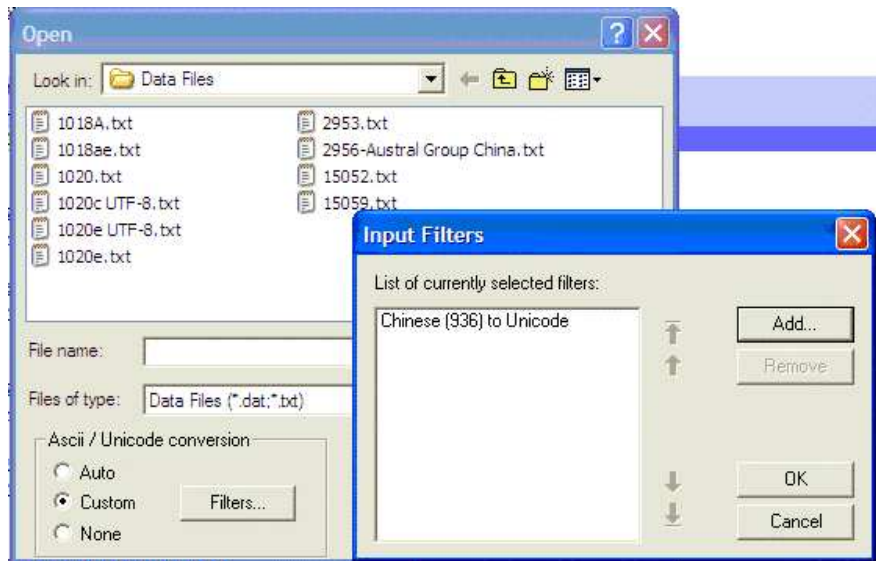 Open
Look in: Data Files
1018A.txt
1018ae.txt
1020.txt
1020c UTF-8.txt
1020e UTF-8.txt
1020e.txt
2953.txt
2956-Austral Group China.txt
15052.txt
15059.txt
File name:
Files of type: Data Files (*.dat;*.txt)
Ascii / Unicode conversion
Auto
Custom
Filters...
None
Input Filters
List of currently selected filters:
Chinese (936) to Unicode
Add...
Remove
OK
Cancel